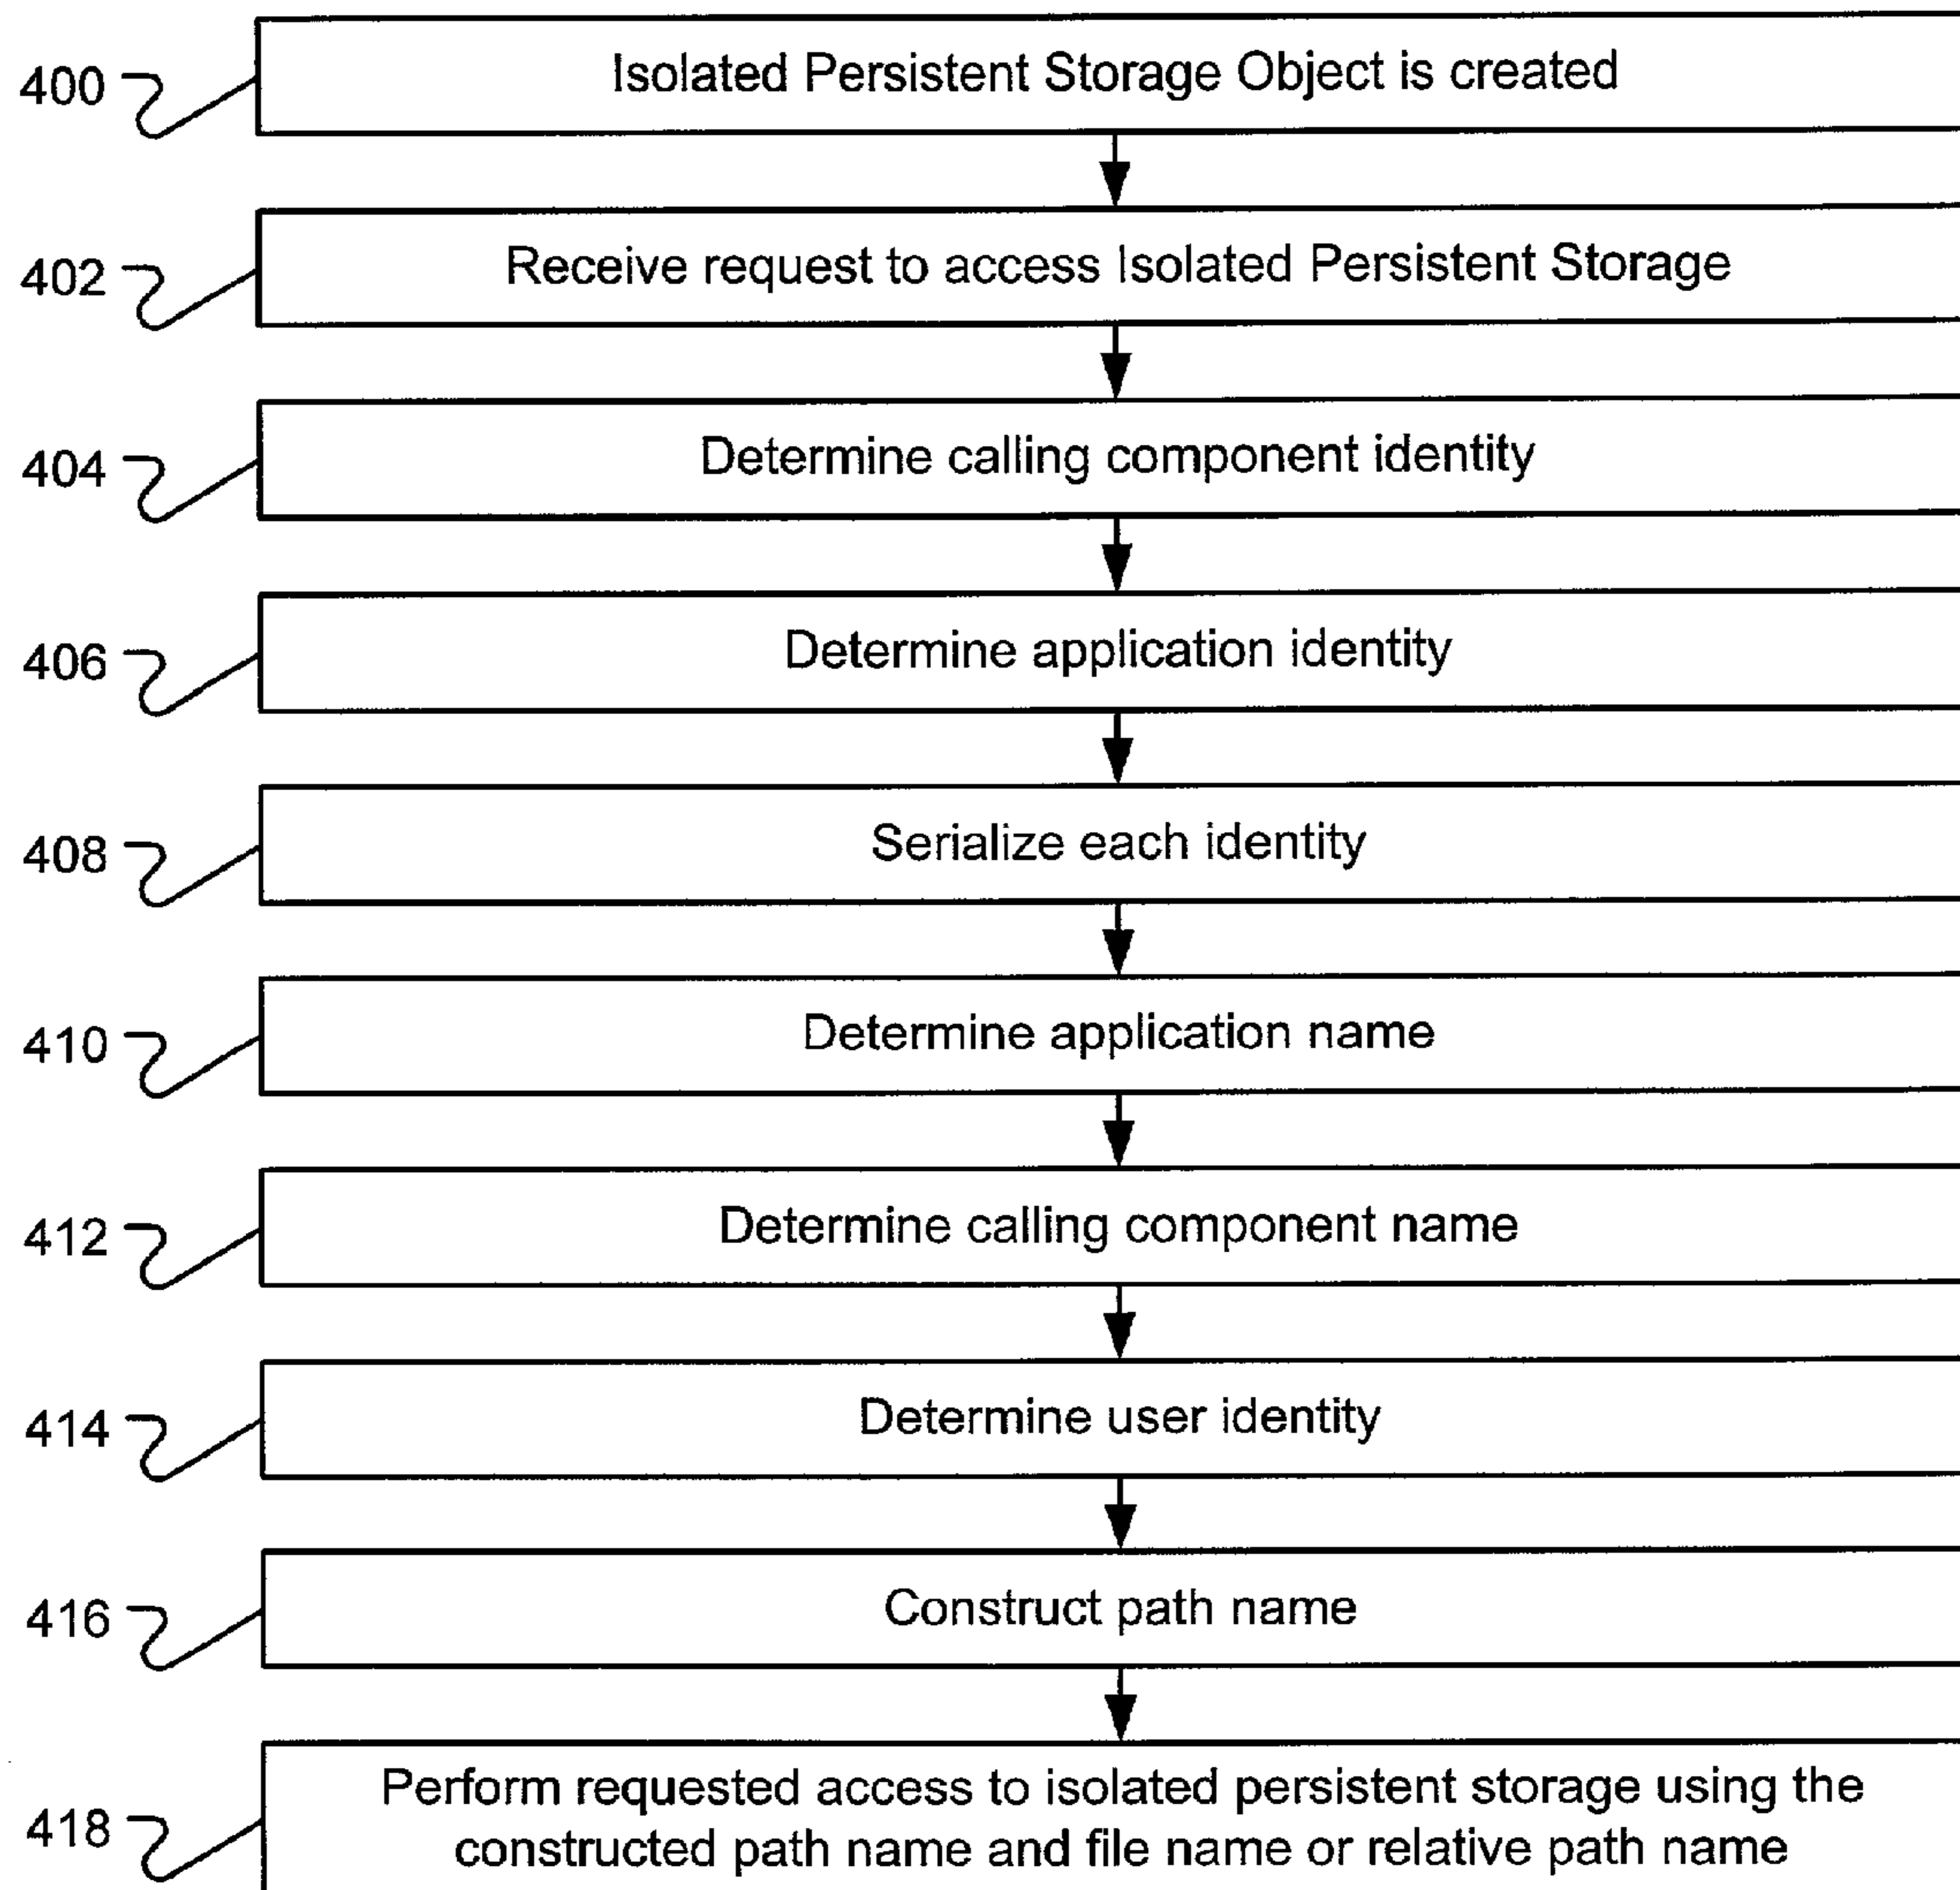 400 Isolated Persistent Storage Object is created
402 Receive request to access Isolated Persistent Storage
404 Determine calling component identity
406 Determine application identity
408 Serialize each identity
410 Determine application name
412 Determine calling component name
414 Determine user identity
416 Construct path name
418 Perform requested access to isolated persistent storage using the
constructed path name and file name or relative path name